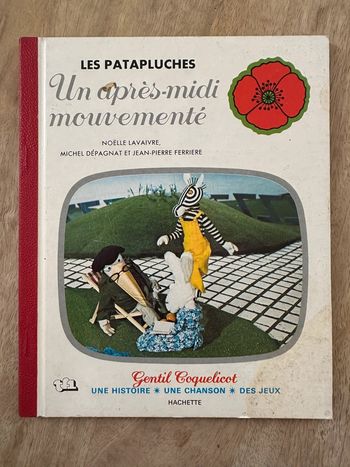 LES PATAPLUCHES
Un après-midi
mouvementé
NOËLLE LAVAIVRE,
MICHEL DÉPAGNAT ET JEAN-PIERRE FERRIERE
Gentil Coquelicot
UNE HISTOIRE * UNE CHANSON * DES JEUX
HACHETTE